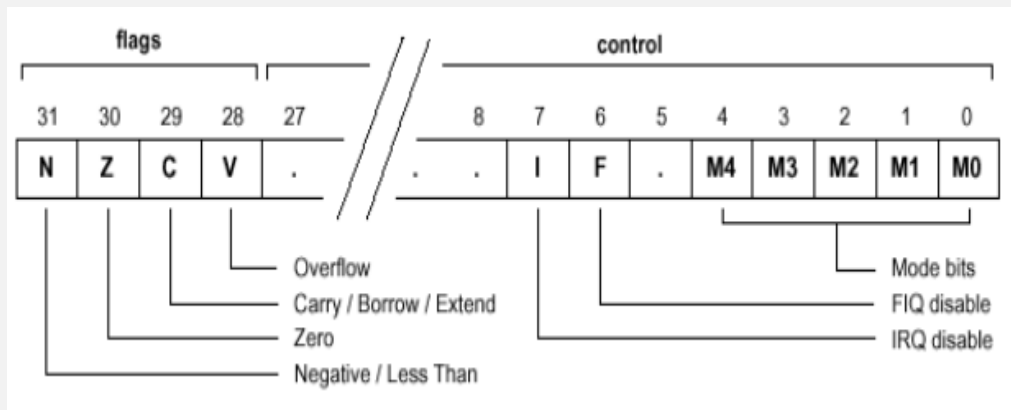 flags control
31 30 29 28 27 8 7 6 5 4 3 2 1 0
N Z C V . . . I F . M4 M3 M2 M1 M0
Overflow Mode bits
Carry / Borrow / Extend FIQ disable
Zero IRQ disable
Negative / Less Than